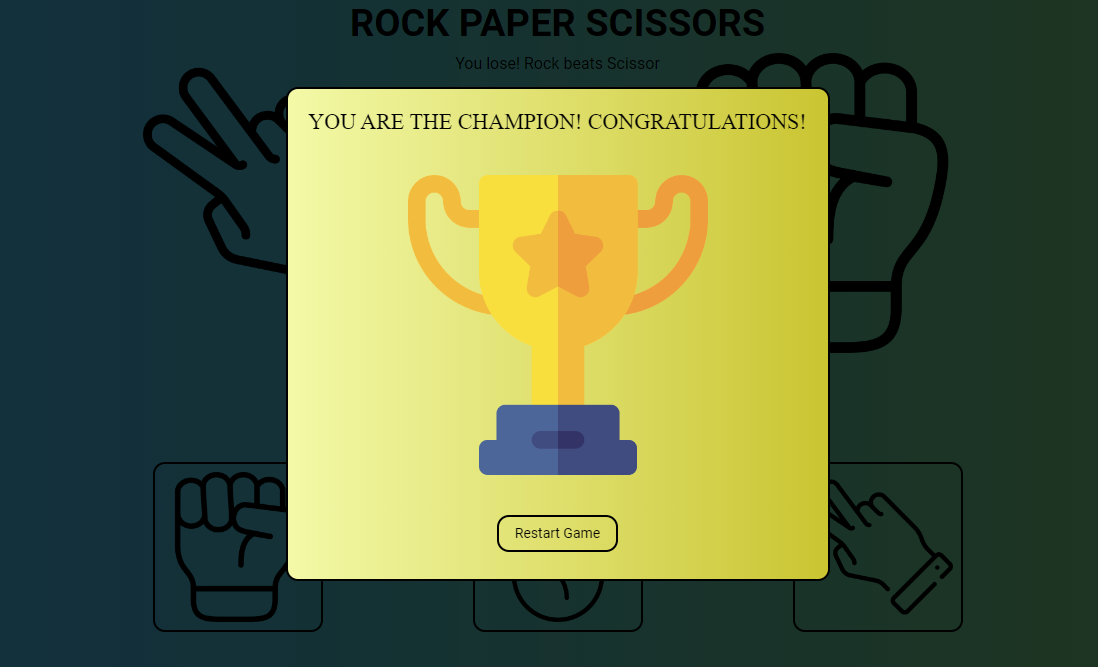 ROCK PAPER SCISSORS
You lose! Rock beats Scissor
YOU ARE THE CHAMPION! CONGRATULATIONS!
Restart Game